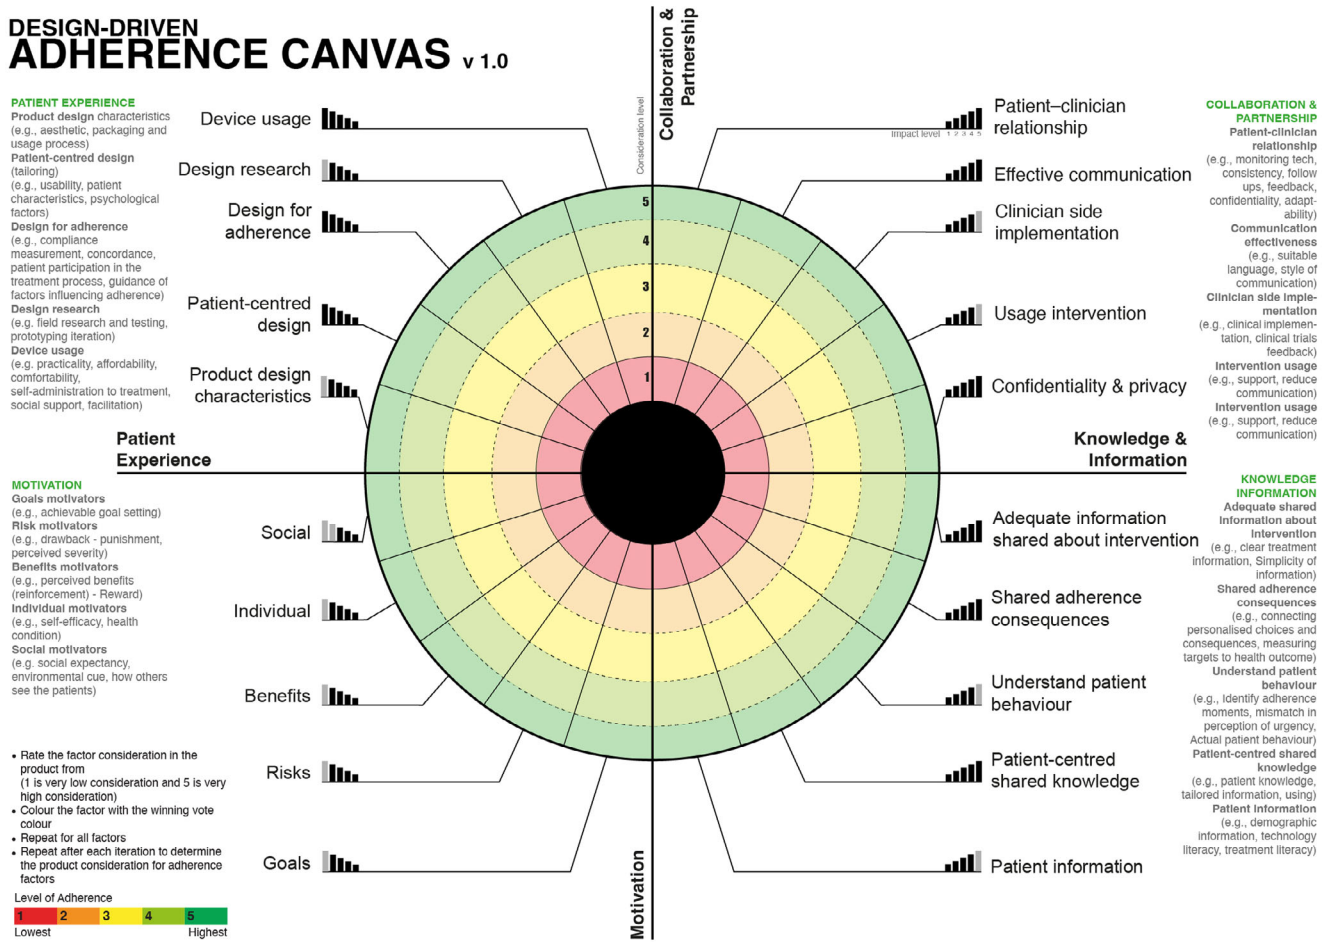 DESIGN-DRIVEN
ADHERENCE CANVAS v 1.0
PATIENT EXPERIENCE
Product design characteristics
(e.g., aesthetic, packaging and
usage process)
Patient-centred design
(tailoring)
(e.g., usability, patient
characteristics, psychological
factors)
Design for adherence
(e.g., compliance
measurement, concordance,
patient participation in the
treatment process, guidance of
factors influencing adherence)
Design research
(e.g. field research and testing,
prototyping iteration)
Device usage
(e.g. practicality, affordability,
comfortability,
self-administration to treatment,
social support, facilitation)
MOTIVATION
Goals motivators
(e.g., achievable goal setting)
Risk motivators
(e.g., drawback - punishment,
perceived severity)
Benefits motivators
(e.g., perceived benefits
(reinforcement) - Reward)
Individual motivators
(e.g., self-efficacy, health
condition)
Social motivators
(e.g. social expectancy,
environmental cue, how others
see the patients)
• Rate the factor consideration in the
product from
(1 is very low consideration and 5 is very
high consideration)
• Colour the factor with the winning vote
colour
• Repeat for all factors
• Repeat after each iteration to determine
the product consideration for adherence
factors
Level of Adherence
1 2 3 4 5
Lowest Highest
Device usage
Design research
Design for
adherence
Patient-centred
design
Product design
characteristics
Patient
Experience
Social
Individual
Benefits
Risks
Goals
Collaboration &
Partnership
Consideration level
5
4
3
2
1
Motivation
Patient–clinician
relationship
Impact level 1 2 3 4 5
Effective communication
Clinician side
implementation
Usage intervention
Confidentiality & privacy
Knowledge &
Information
Adequate information
shared about intervention
Shared adherence
consequences
Understand patient
behaviour
Patient-centred
shared knowledge
Patient information
COLLABORATION &
PARTNERSHIP
Patient-clinician
relationship
(e.g., monitoring tech,
consistency, follow
ups, feedback,
confidentiality, adapt-
ability)
Communication
effectiveness
(e.g., suitable
language, style of
communication)
Clinician side imple-
mentation
(e.g., clinical implemen-
tation, clinical trials
feedback)
Intervention usage
(e.g., support, reduce
communication)
Intervention usage
(e.g., support, reduce
communication)
KNOWLEDGE
INFORMATION
Adequate shared
Information about
Intervention
(e.g., clear treatment
information, Simplicity of
information)
Shared adherence
consequences
(e.g., connecting
personalised choices and
consequences, measuring
targets to health outcome)
Understand patient
behaviour
(e.g., Identify adherence
moments, mismatch in
perception of urgency,
Actual patient behaviour)
Patient-centred shared
knowledge
(e.g., patient knowledge,
tailored information, using)
Patient Information
(e.g., demographic
information, technology
literacy, treatment literacy)